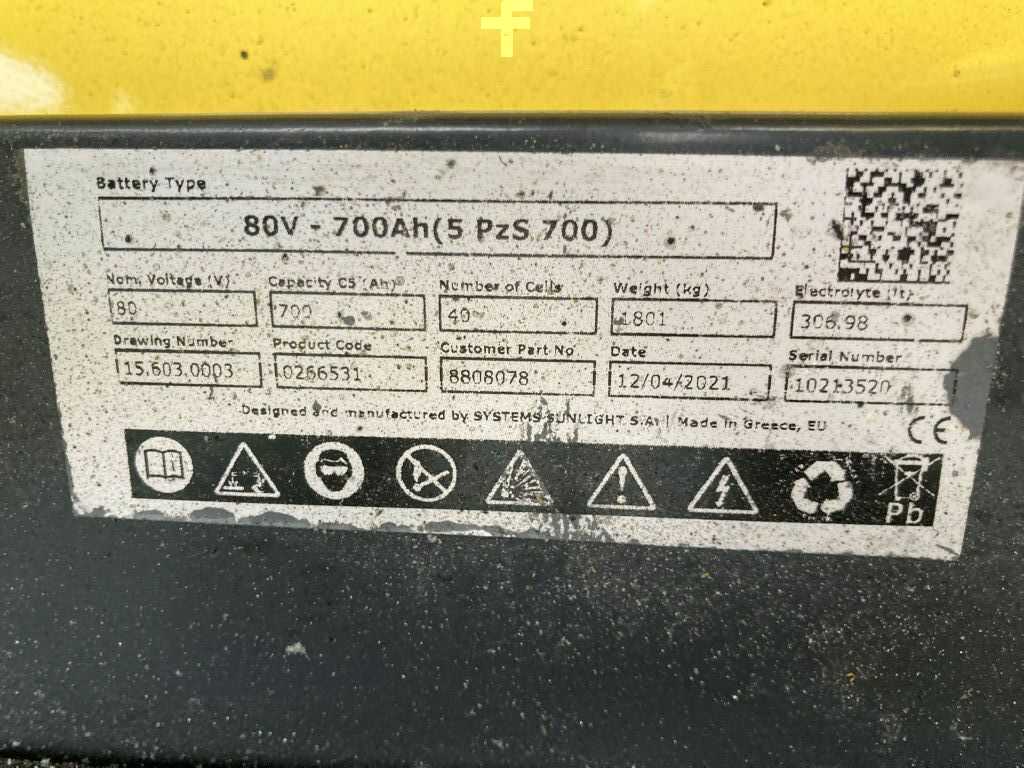 Battery Type
80V - 700Ah(5 PzS 700)
Nom. Voltage (V) Capacity C5 (Ah) Number of Cells Weight (kg) Electrolyte (lt)
80 700 40 1801 306.98
Drawing Number Product Code Customer Part No Date Serial Number
15.603.0003 10266531 8808078 12/04/2021 10213520
Designed and manufactured by SYSTEMS SUNLIGHT S.A. | Made in Greece, EU
CE
Pb